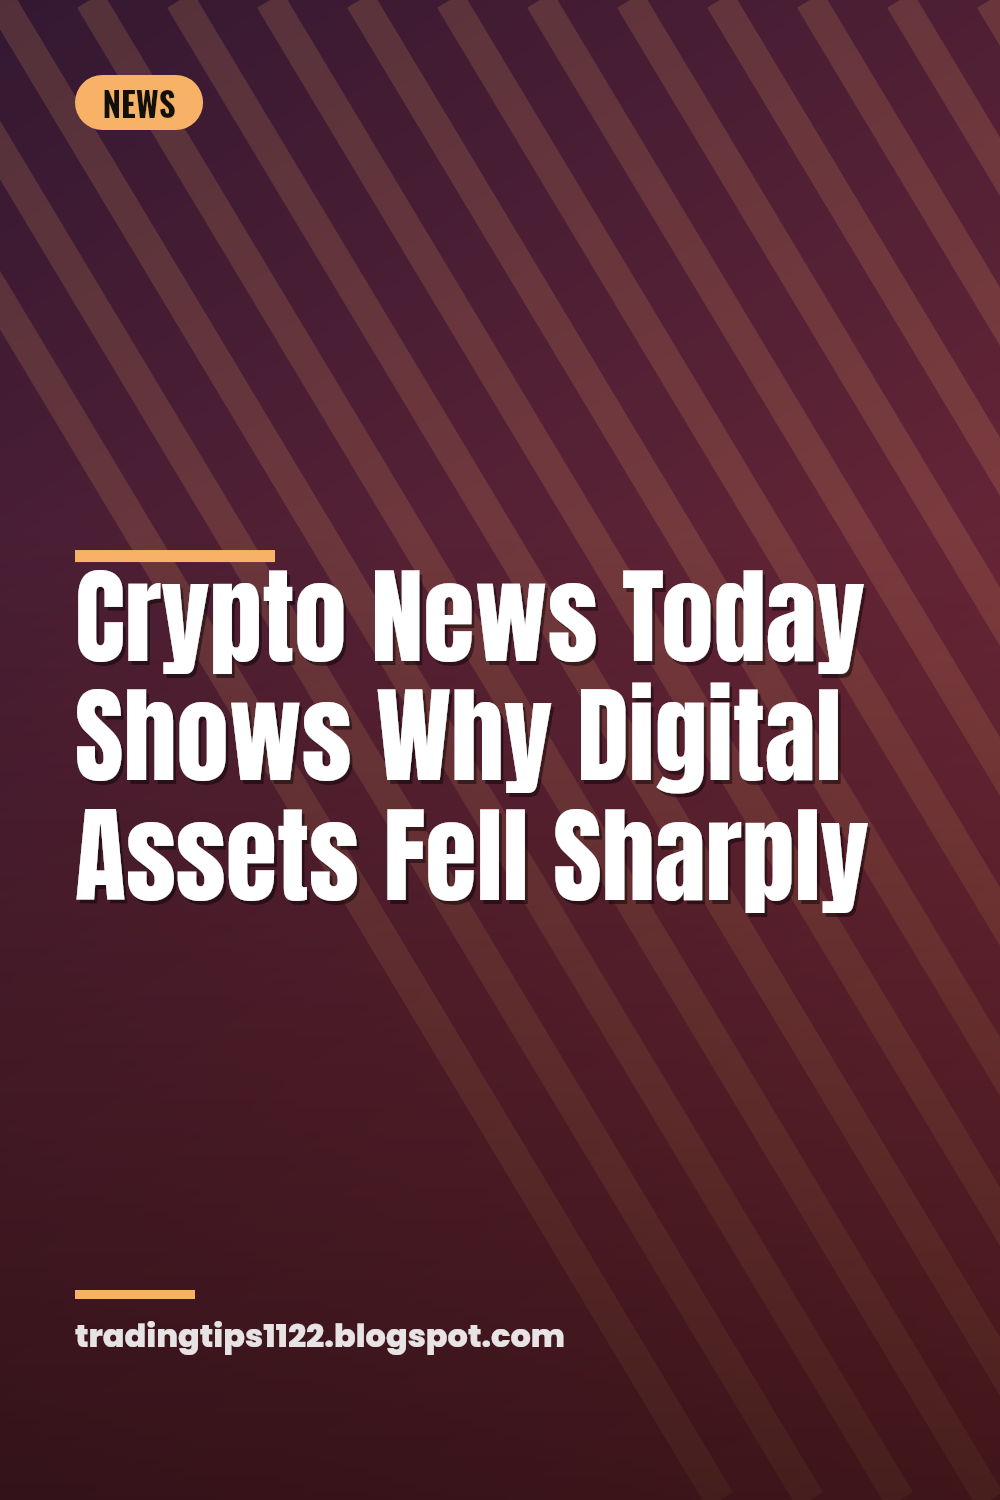 NEWS
Crypto News Today
Shows Why Digital
Assets Fell Sharply
tradingtips1122.blogspot.com